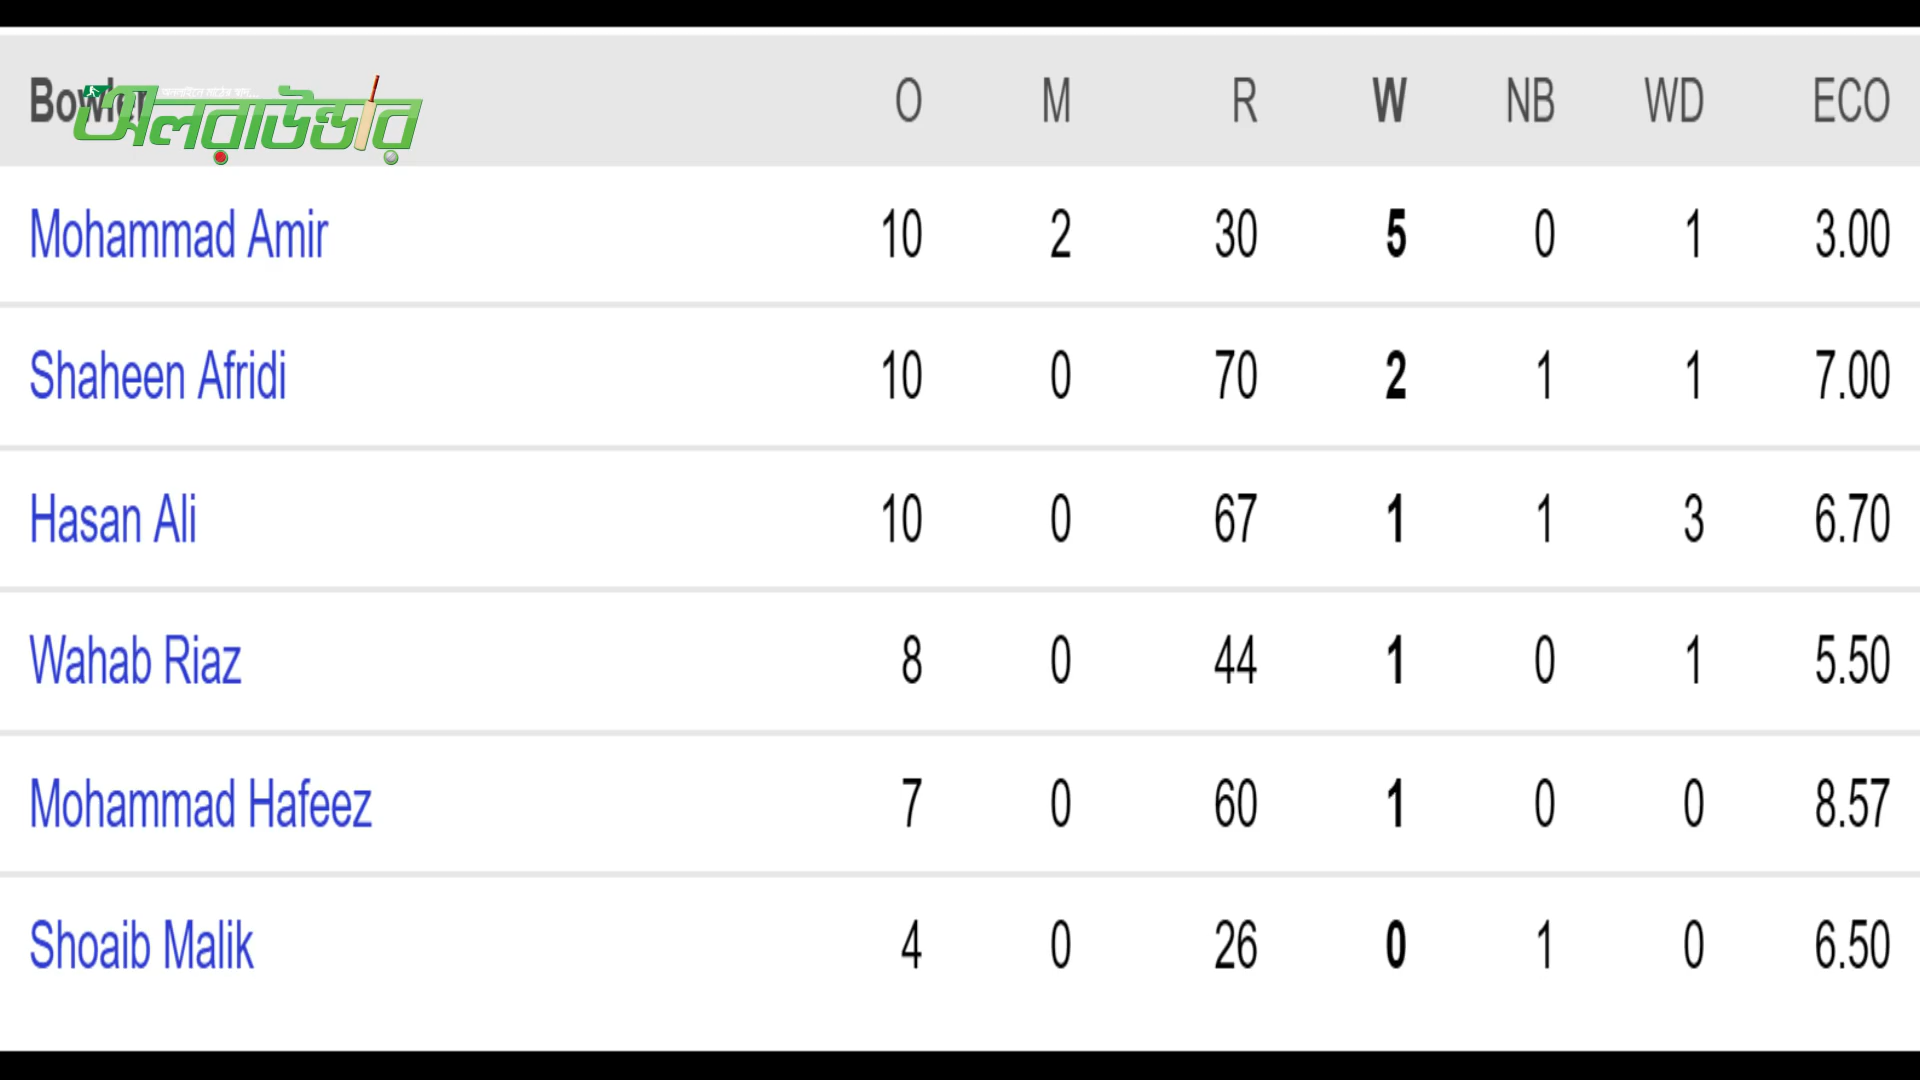 Bowler O M R W NB WD ECO
অলরাউন্ডার
Mohammad Amir 10 2 30 5 0 1 3.00
Shaheen Afridi 10 0 70 2 1 1 7.00
Hasan Ali 10 0 67 1 1 3 6.70
Wahab Riaz 8 0 44 1 0 1 5.50
Mohammad Hafeez 7 0 60 1 0 0 8.57
Shoaib Malik 4 0 26 0 1 0 6.50